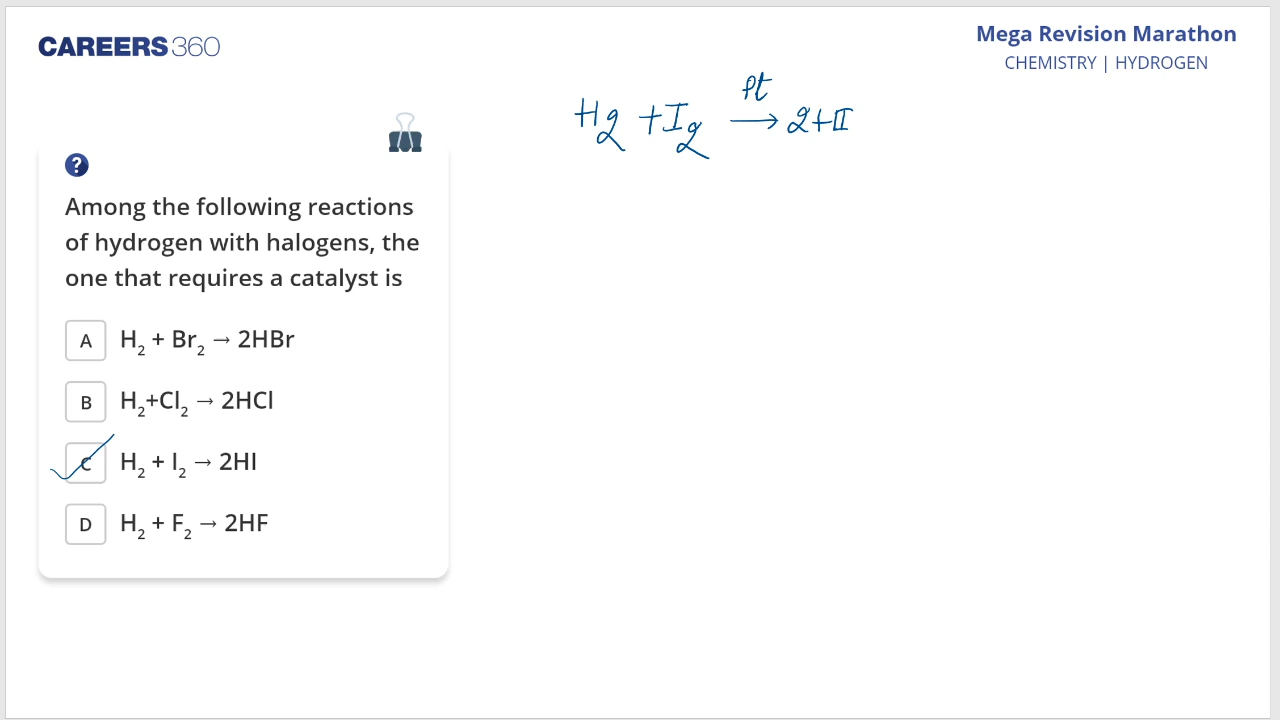 CAREERS360
Mega Revision Marathon
CHEMISTRY | HYDROGEN
Pt
H₂ + I₂ → 2HI
?
Among the following reactions
of hydrogen with halogens, the
one that requires a catalyst is
A H₂ + Br₂ → 2HBr
B H₂+Cl₂ → 2HCl
C H₂ + I₂ → 2HI
D H₂ + F₂ → 2HF